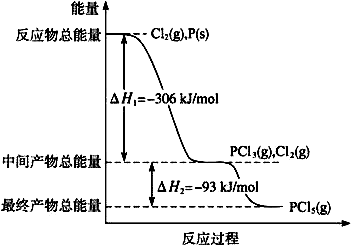 能量
反应物总能量
Cl₂(g),P(s)
ΔH₁=−306 kJ/mol
中间产物总能量
PCl₃(g),Cl₂(g)
ΔH₂=−93 kJ/mol
最终产物总能量
PCl₅(g)
反应过程